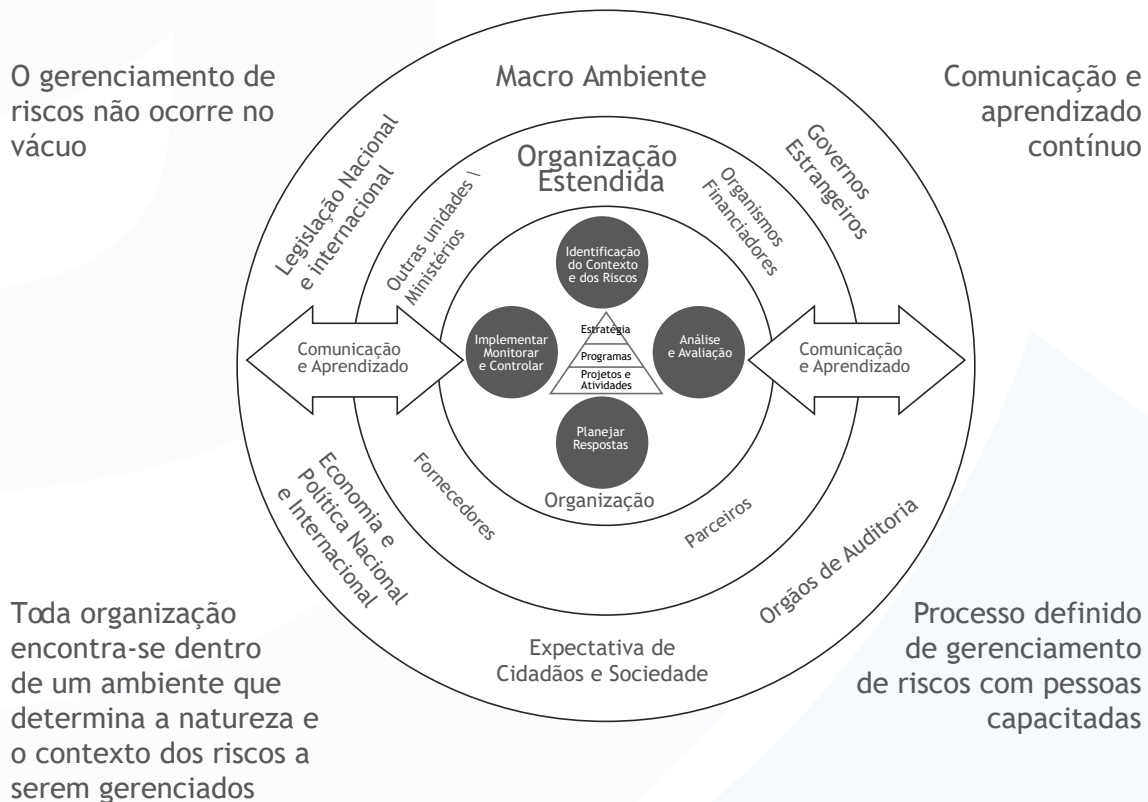 O gerenciamento de
riscos não ocorre no
vácuo
Comunicação e
aprendizado
contínuo
Macro Ambiente
Legislação Nacional
e internacional
Governos
Estrangeiros
Organização
Estendida
Outras unidades \
Ministérios
Organismos
Financiadores
Identificação
do Contexto
e dos Riscos
Implementar
Monitorar
e Controlar
Estratégia
Programas
Projetos e
Atividades
Análise
e Avaliação
Comunicação
e Aprendizado
Comunicação
e Aprendizado
Planejar
Respostas
Organização
Fornecedores
Parceiros
Economia e
Política Nacional
e Internacional
Orgãos de Auditoria
Expectativa de
Cidadãos e Sociedade
Toda organização
encontra-se dentro
de um ambiente que
determina a natureza e
o contexto dos riscos a
serem gerenciados
Processo definido
de gerenciamento
de riscos com pessoas
capacitadas